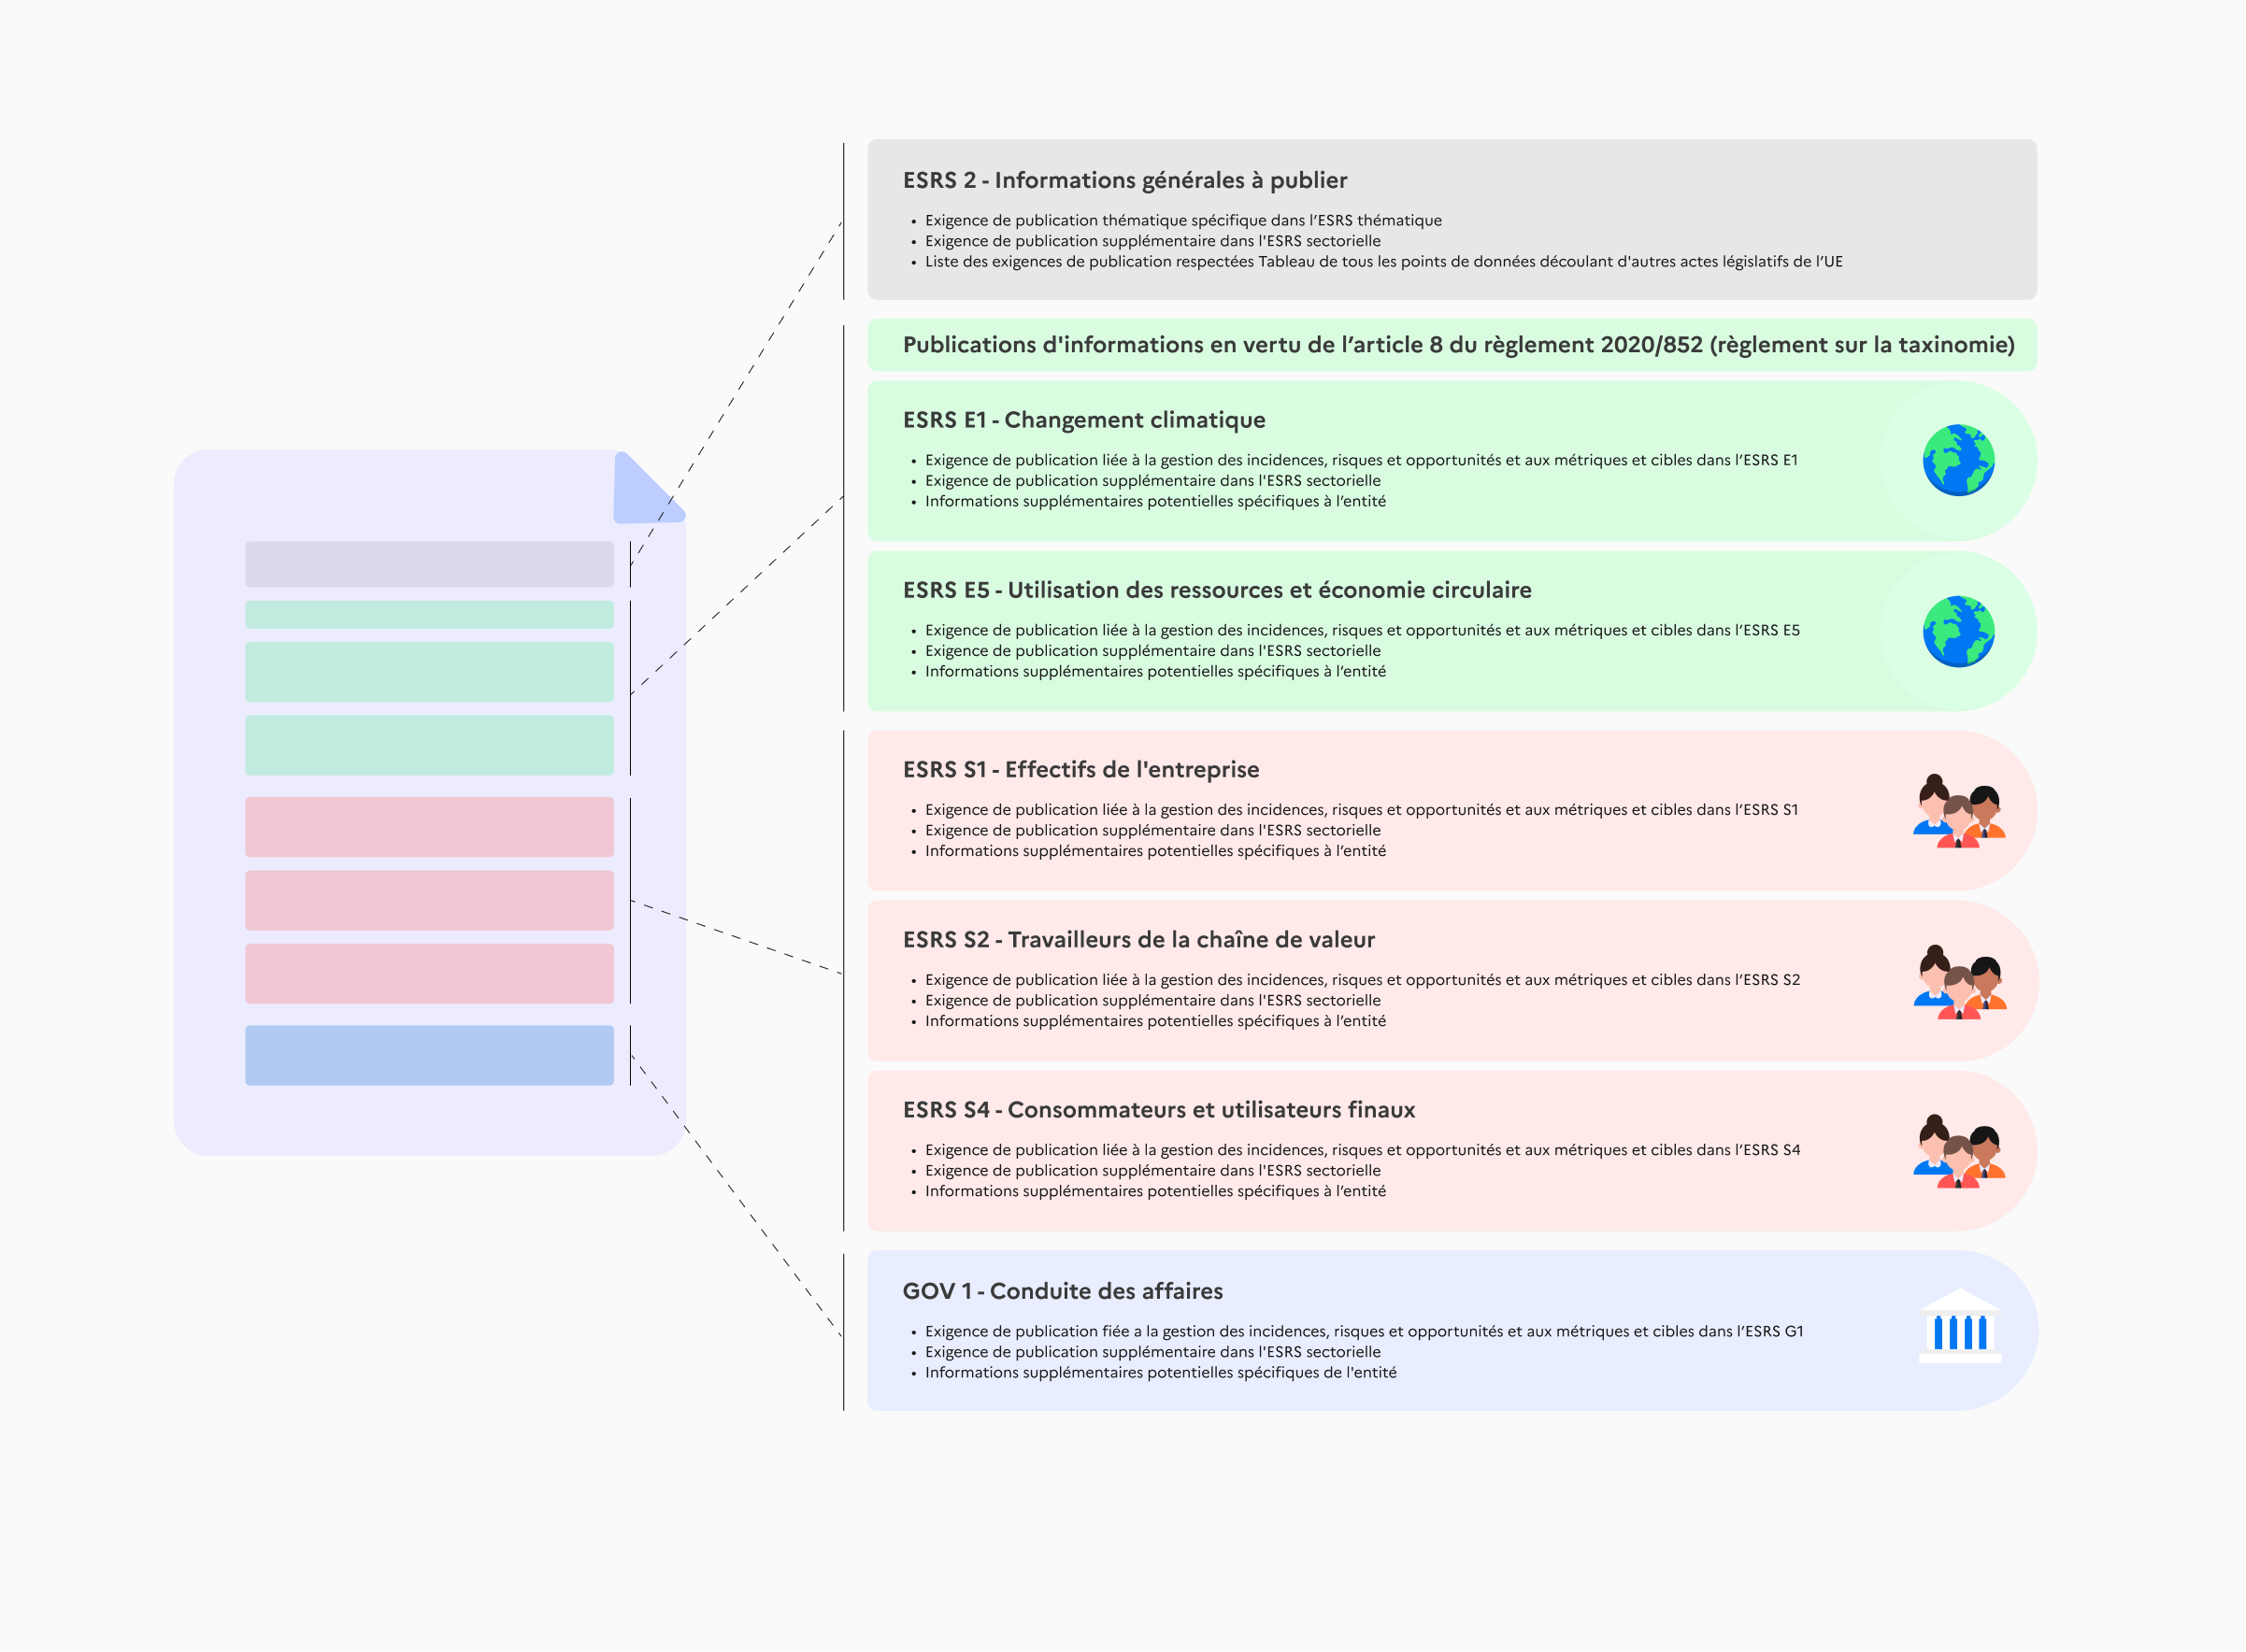 ESRS 2 - Informations générales à publier
• Exigence de publication thématique spécifique dans l’ESRS thématique
• Exigence de publication supplémentaire dans l'ESRS sectorielle
• Liste des exigences de publication respectées Tableau de tous les points de données découlant d'autres actes législatifs de l’UE
Publications d'informations en vertu de l’article 8 du règlement 2020/852 (règlement sur la taxinomie)
ESRS E1 - Changement climatique
• Exigence de publication liée à la gestion des incidences, risques et opportunités et aux métriques et cibles dans l’ESRS E1
• Exigence de publication supplémentaire dans l'ESRS sectorielle
• Informations supplémentaires potentielles spécifiques à l’entité
ESRS E5 - Utilisation des ressources et économie circulaire
• Exigence de publication liée à la gestion des incidences, risques et opportunités et aux métriques et cibles dans l’ESRS E5
• Exigence de publication supplémentaire dans l'ESRS sectorielle
• Informations supplémentaires potentielles spécifiques à l’entité
ESRS S1 - Effectifs de l'entreprise
• Exigence de publication liée à la gestion des incidences, risques et opportunités et aux métriques et cibles dans l’ESRS S1
• Exigence de publication supplémentaire dans l'ESRS sectorielle
• Informations supplémentaires potentielles spécifiques à l’entité
ESRS S2 - Travailleurs de la chaîne de valeur
• Exigence de publication liée à la gestion des incidences, risques et opportunités et aux métriques et cibles dans l’ESRS S2
• Exigence de publication supplémentaire dans l'ESRS sectorielle
• Informations supplémentaires potentielles spécifiques à l’entité
ESRS S4 - Consommateurs et utilisateurs finaux
• Exigence de publication liée à la gestion des incidences, risques et opportunités et aux métriques et cibles dans l’ESRS S4
• Exigence de publication supplémentaire dans l'ESRS sectorielle
• Informations supplémentaires potentielles spécifiques à l’entité
GOV 1 - Conduite des affaires
• Exigence de publication fiée a la gestion des incidences, risques et opportunités et aux métriques et cibles dans l’ESRS G1
• Exigence de publication supplémentaire dans l'ESRS sectorielle
• Informations supplémentaires potentielles spécifiques de l'entité